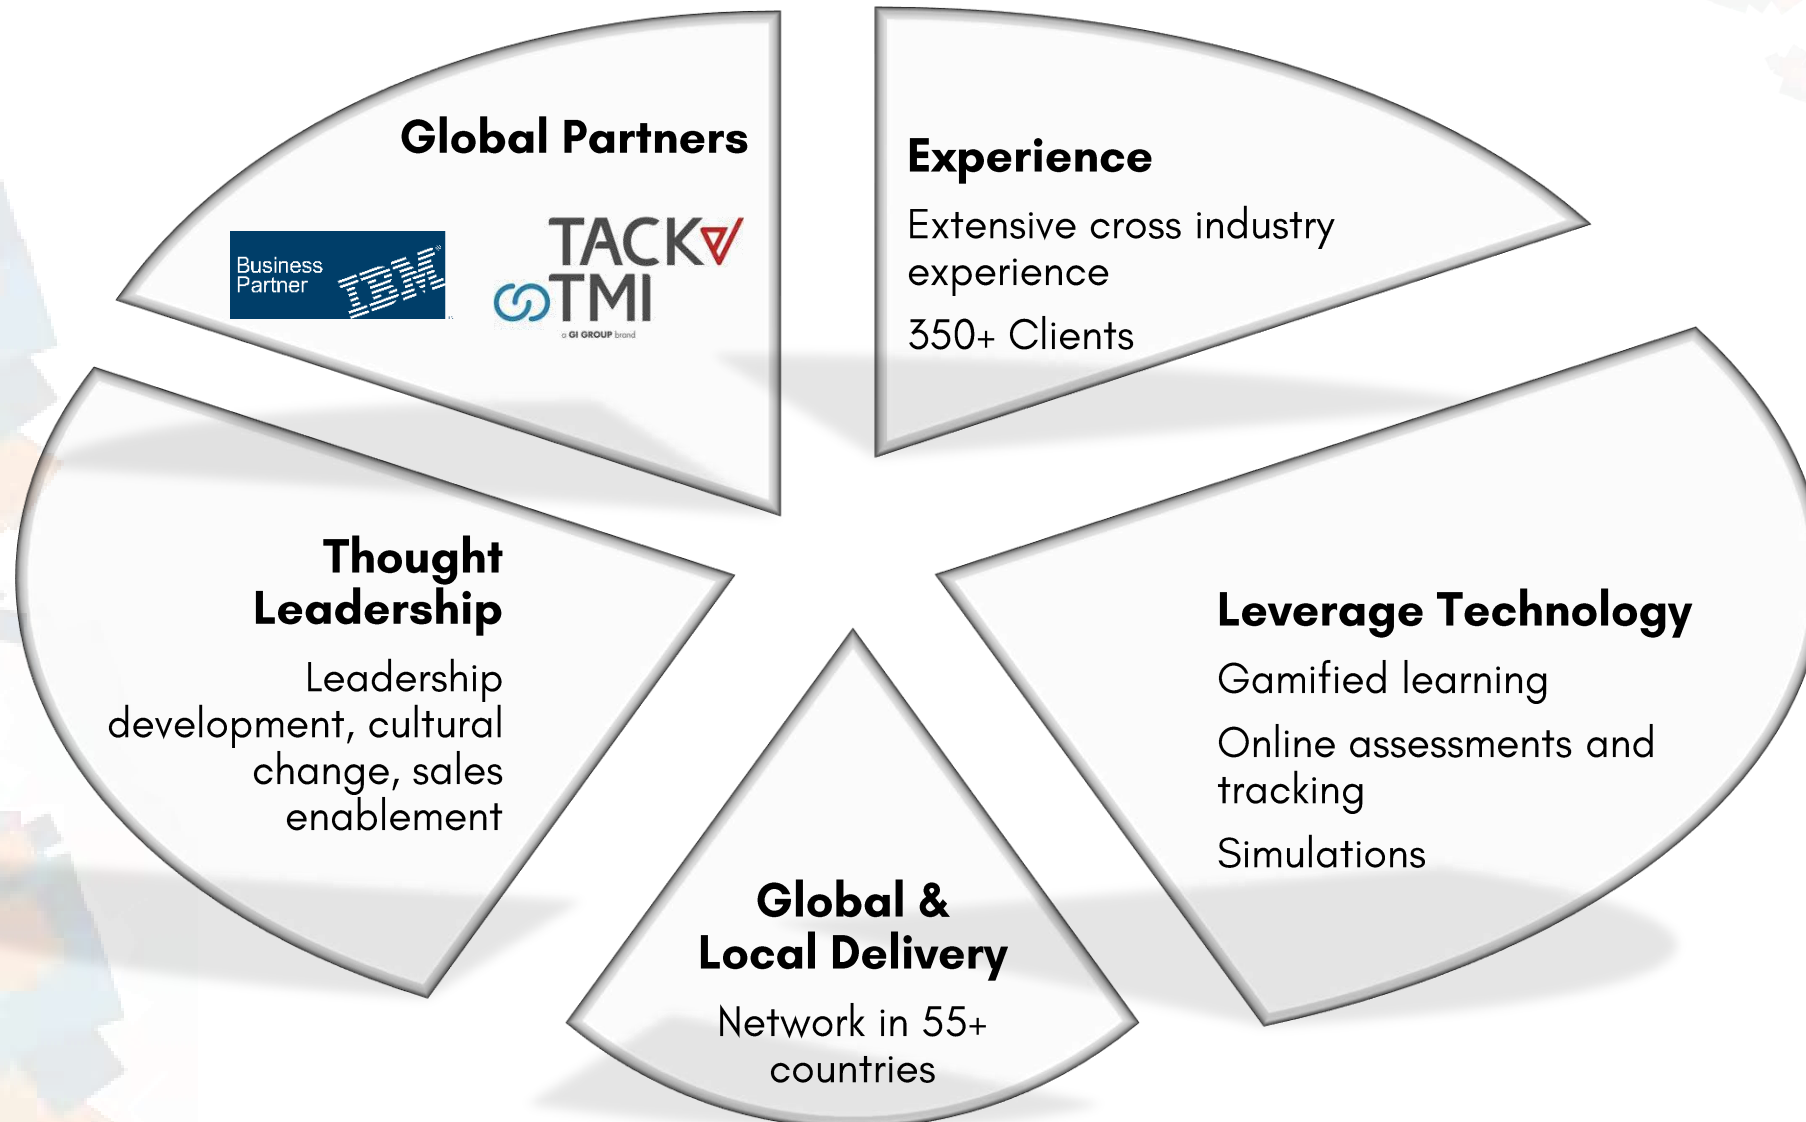 Global Partners
Business
Partner
IBM
TACK
TMI
a GI GROUP brand
Experience
Extensive cross industry
experience
350+ Clients
Thought
Leadership
Leadership
development, cultural
change, sales
enablement
Leverage Technology
Gamified learning
Online assessments and
tracking
Simulations
Global &
Local Delivery
Network in 55+
countries